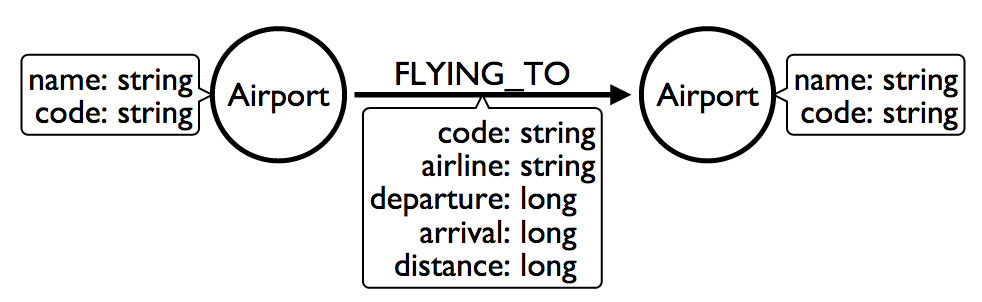 name: string
code: string
Airport
FLYING_TO
code: string
airline: string
departure: long
arrival: long
distance: long
Airport
name: string
code: string